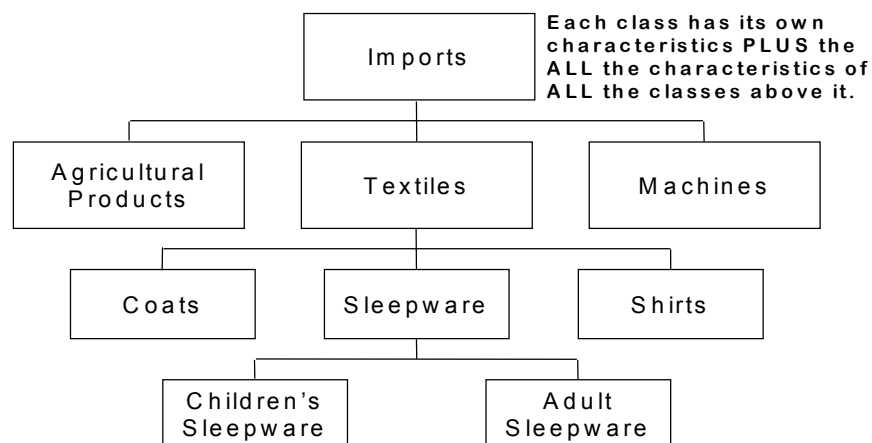 Imports
Each class has its own
characteristics PLUS the
ALL the characteristics of
ALL the classes above it.
Agricultural
Products
Textiles
Machines
Coats
Sleepware
Shirts
Children’s
Sleepware
Adult
Sleepware